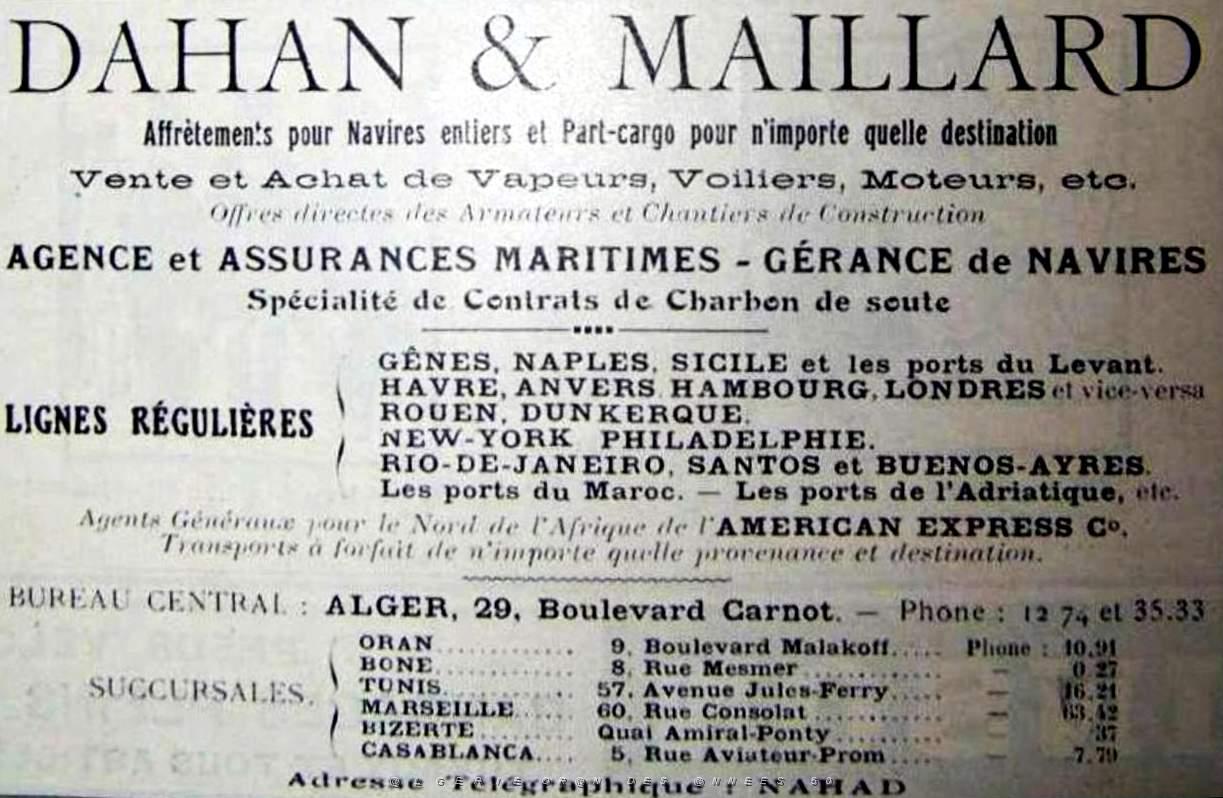 DAHAN & MAILLARD
Affrètements pour Navires entiers et Part-cargo pour n'importe quelle destination
Vente et Achat de Vapeurs, Voiliers, Moteurs, etc.
Offres directes des Armateurs et Chantiers de Construction
AGENCE et ASSURANCES MARITIMES - GÉRANCE de NAVIRES
Spécialité de Contrats de Charbon de soute
LIGNES RÉGULIÈRES
GÊNES, NAPLES, SICILE et les ports du Levant.
HAVRE, ANVERS, HAMBOURG, LONDRES et vice-versa
ROUEN, DUNKERQUE.
NEW-YORK PHILADELPHIE.
RIO-DE-JANEIRO, SANTOS et BUENOS-AYRES.
Les ports du Maroc. — Les ports de l'Adriatique, etc.
Agents Généraux pour le Nord de l'Afrique de l'AMERICAN EXPRESS Co.
Transports à forfait de n'importe quelle provenance et destination.
BUREAU CENTRAL : ALGER, 29, Boulevard Carnot. — Phone : 12 74 et 35.33
SUCCURSALES.
ORAN............ 9, Boulevard Malakoff..... Phone : 10.91
BONE............ 8, Rue Mesmer............ — 0 27
TUNIS........... 57, Avenue Jules-Ferry..... — 16.21
MARSEILLE...... 60, Rue Consolat........... — 63.42
BIZERTE......... Quai Amiral-Ponty......... — 37
CASABLANCA.... 5, Rue Aviateur-Prom...... — 7.79
Adresse Télégraphique : NAHAD